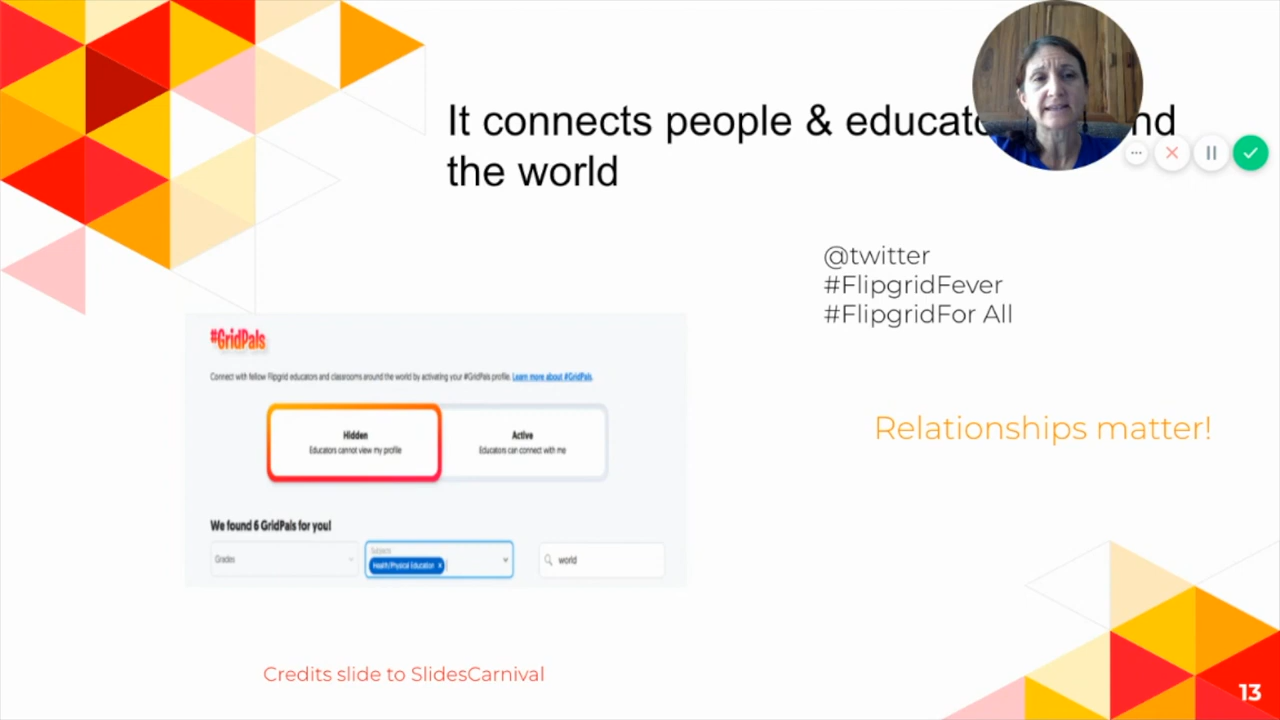 It connects people & educato nd
the world
@twitter
#FlipgridFever
#FlipgridFor All
#GridPals
Connect with fellow Flipgrid educators and classrooms around the world by activating your #GridPals profile. Learn more about #GridPals.
Hidden
Educators cannot view my profile
Active
Educators can connect with me
Relationships matter!
We found 6 GridPals for you!
Grades
Subjects
Health/Physical Education x
world
Credits slide to SlidesCarnival
13